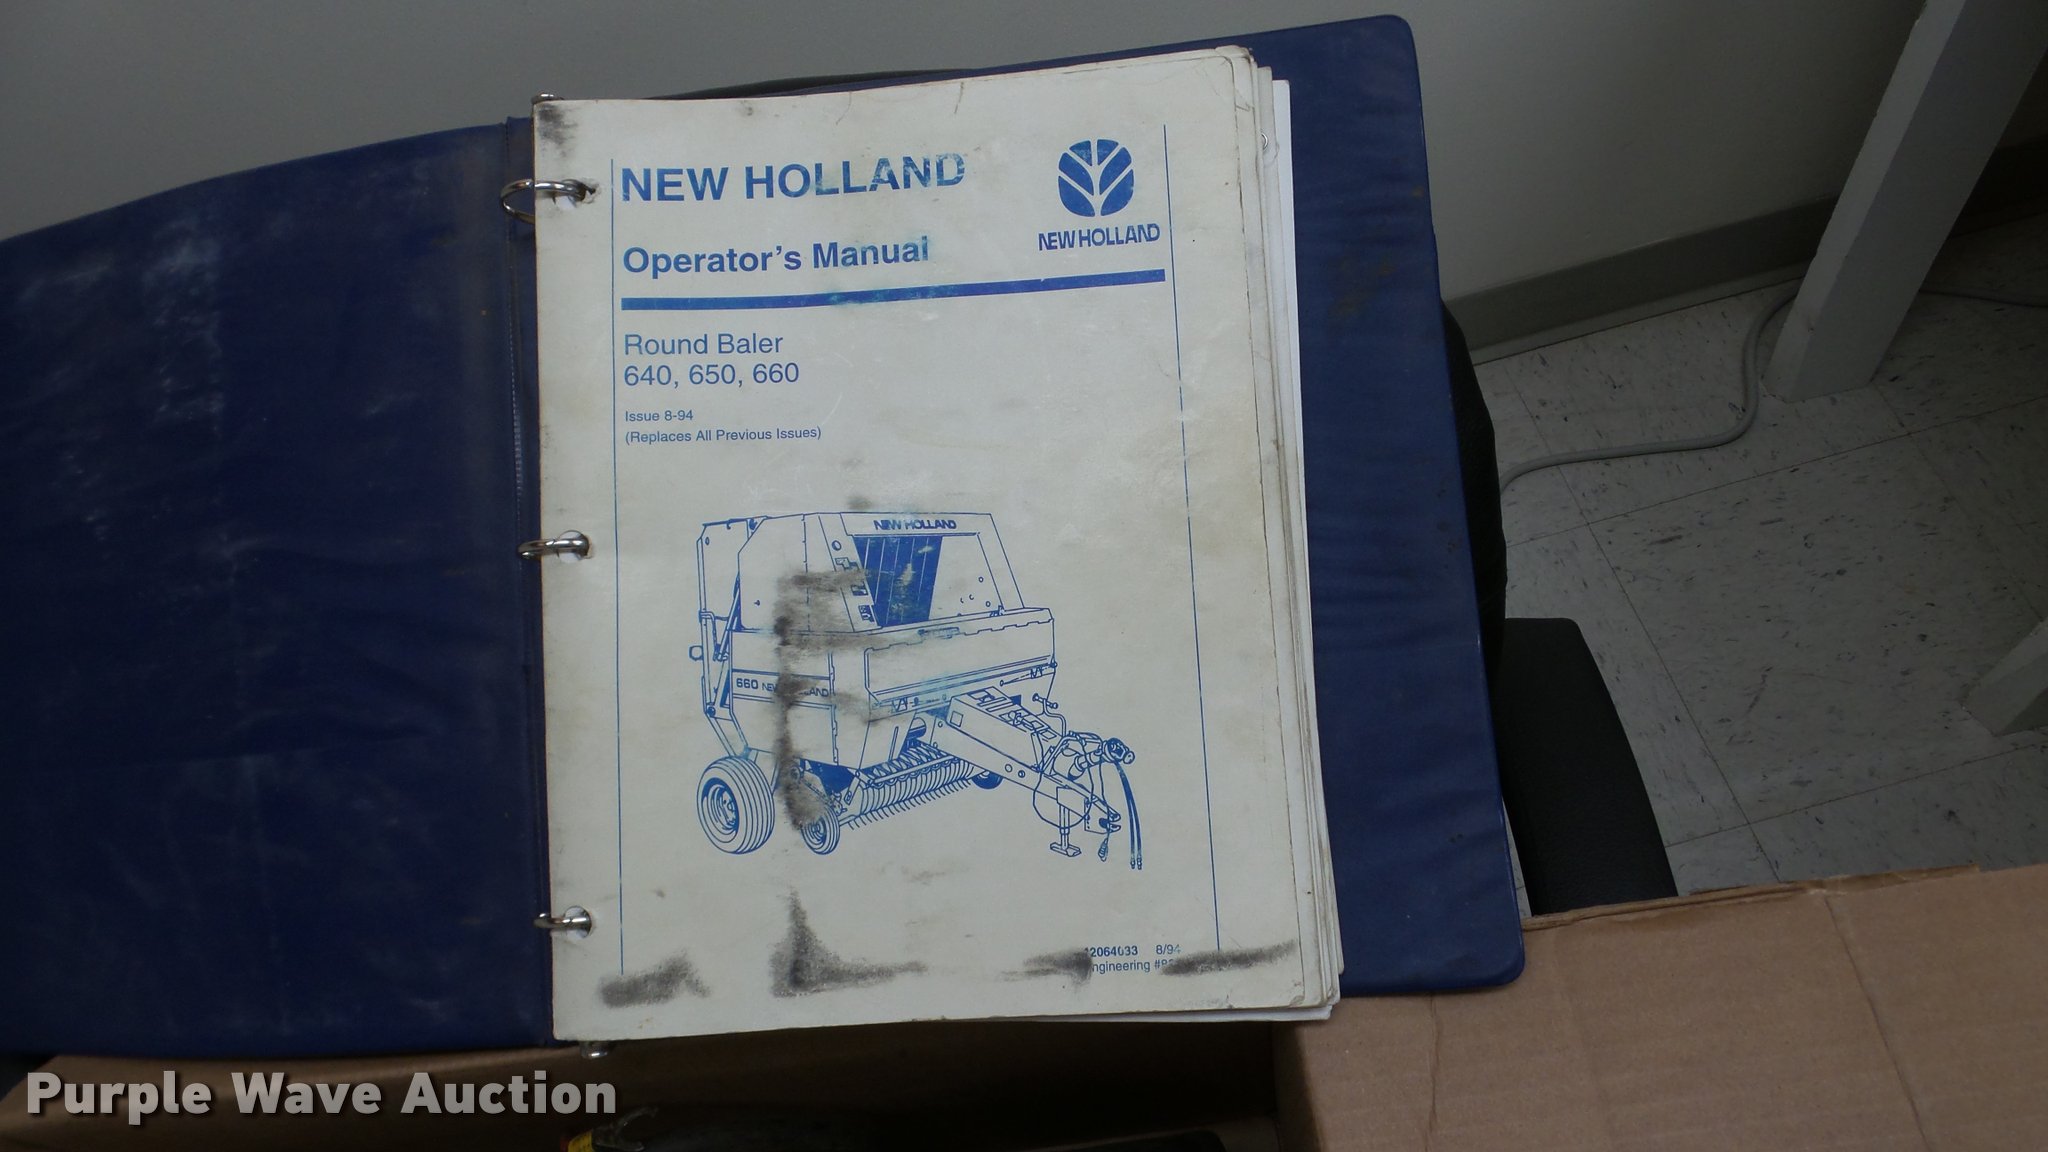 NEW HOLLAND
NEW HOLLAND
Operator's Manual
Round Baler
640, 650, 660
Issue 8-94
(Replaces All Previous Issues)
NEW HOLLAND
660
8/94
Purple Wave Auction